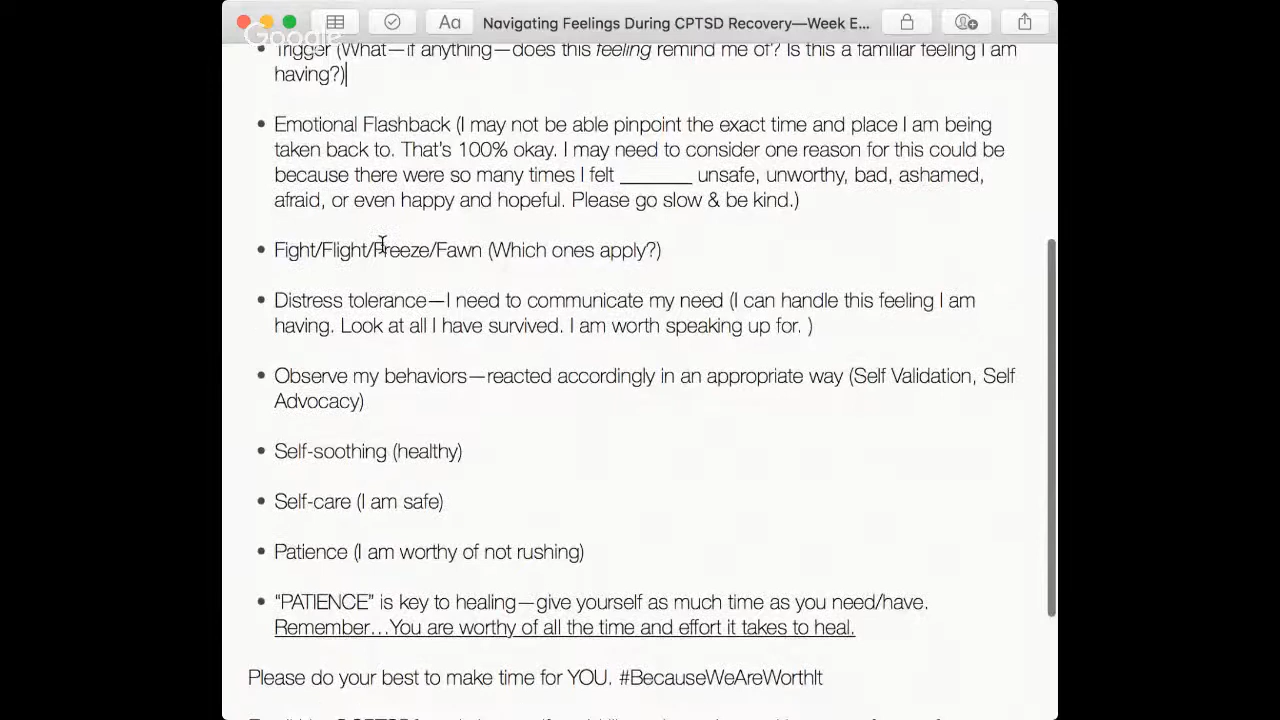 Aa Navigating Feelings During CPTSD Recovery—Week E...
Google
• Trigger (What—if anything—does this feeling remind me of? Is this a familiar feeling I am
having?)
• Emotional Flashback (I may not be able pinpoint the exact time and place I am being
taken back to. That's 100% okay. I may need to consider one reason for this could be
because there were so many times I felt _______ unsafe, unworthy, bad, ashamed,
afraid, or even happy and hopeful. Please go slow & be kind.)
• Fight/Flight/Freeze/Fawn (Which ones apply?)
• Distress tolerance—I need to communicate my need (I can handle this feeling I am
having. Look at all I have survived. I am worth speaking up for. )
• Observe my behaviors—reacted accordingly in an appropriate way (Self Validation, Self
Advocacy)
• Self-soothing (healthy)
• Self-care (I am safe)
• Patience (I am worthy of not rushing)
• “PATIENCE” is key to healing—give yourself as much time as you need/have.
Remember…You are worthy of all the time and effort it takes to heal.
Please do your best to make time for YOU. #BecauseWeAreWorthIt